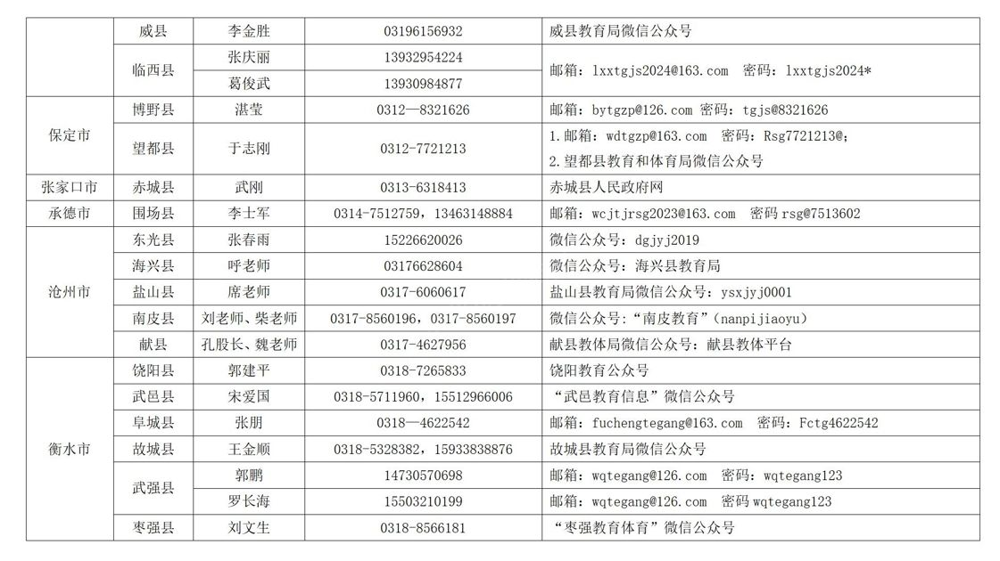 威县 李金胜 03196156932 威县教育局微信公众号
临西县 张庆丽 13932954224 邮箱：lxxtgjs2024@163.com 密码：lxxtgjs2024*
葛俊武 13930984877
保定市 博野县 湛莹 0312—8321626 邮箱：bytgzp@126.com 密码：tgjs@8321626
望都县 于志刚 0312-7721213 1.邮箱：wdtgzp@163.com 密码：Rsg7721213@；
2.望都县教育和体育局微信公众号
张家口市 赤城县 武刚 0313-6318413 赤城县人民政府网
承德市 围场县 李士军 0314-7512759，13463148884 邮箱：wcjtjrsg2023@163.com 密码 rsg@7513602
沧州市 东光县 张春雨 15226620026 微信公众号：dgjyj2019
海兴县 呼老师 03176628604 微信公众号：海兴县教育局
盐山县 席老师 0317-6060617 盐山县教育局微信公众号：ysxjyj0001
南皮县 刘老师、柴老师 0317-8560196，0317-8560197 微信公众号:“南皮教育”（nanpijiaoyu）
献县 孔股长、魏老师 0317-4627956 献县教体局微信公众号：献县教体平台
衡水市 饶阳县 郭建平 0318-7265833 饶阳教育公众号
武邑县 宋爱国 0318-5711960，15512966006 “武邑教育信息”微信公众号
阜城县 张朋 0318—4622542 邮箱：fuchengtegang@163.com 密码：Fctg4622542
故城县 王金顺 0318-5328382，15933838876 故城县教育局微信公众号
武强县 郭鹏 14730570698 邮箱：wqtegang@126.com 密码：wqtegang123
罗长海 15503210199 邮箱：wqtegang@126.com 密码 wqtegang123
枣强县 刘文生 0318-8566181 “枣强教育体育”微信公众号